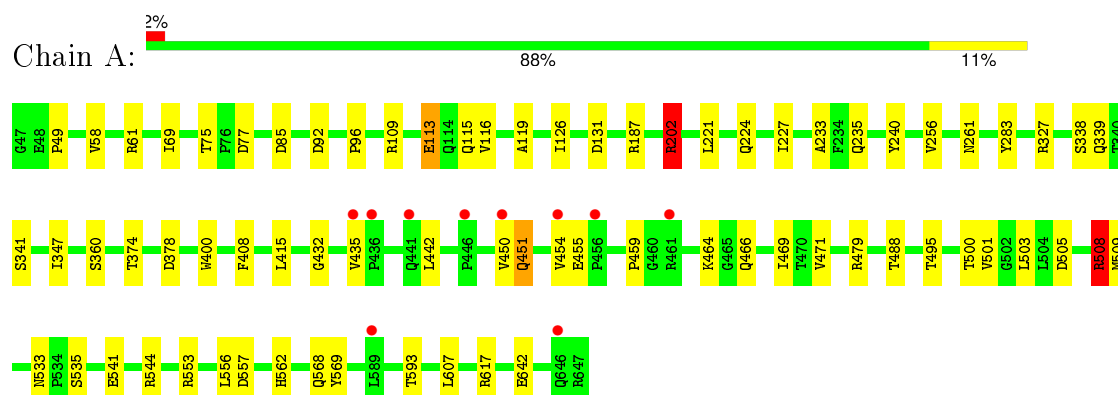 2%
Chain A:
88%
11%
G47 E48 P49 V58 R61 I69 T75 P76 D77 D85 D92 P96 R109 E113 Q114 Q115 V116 A119 I126 D131 R187 R202 L221 Q224 I227 A233 F234 Q235 Y240 V256 N261 Y283 R327 S338 Q339 T340
S341 I347 S360 T374 D378 W400 F408 L415 G432 V435 P436 Q441 L442 P446 V450 Q451 V454 E455 P456 P459 G460 R461 K464 G465 Q466 I469 T470 V471 R479 T488 T495 T500 V501 G502 L503 L504 D505 R508 M509
N533 P534 S535 E541 R544 R553 L556 D557 H562 Q568 Y569 L589 T593 L607 R617 E642 Q646 R647